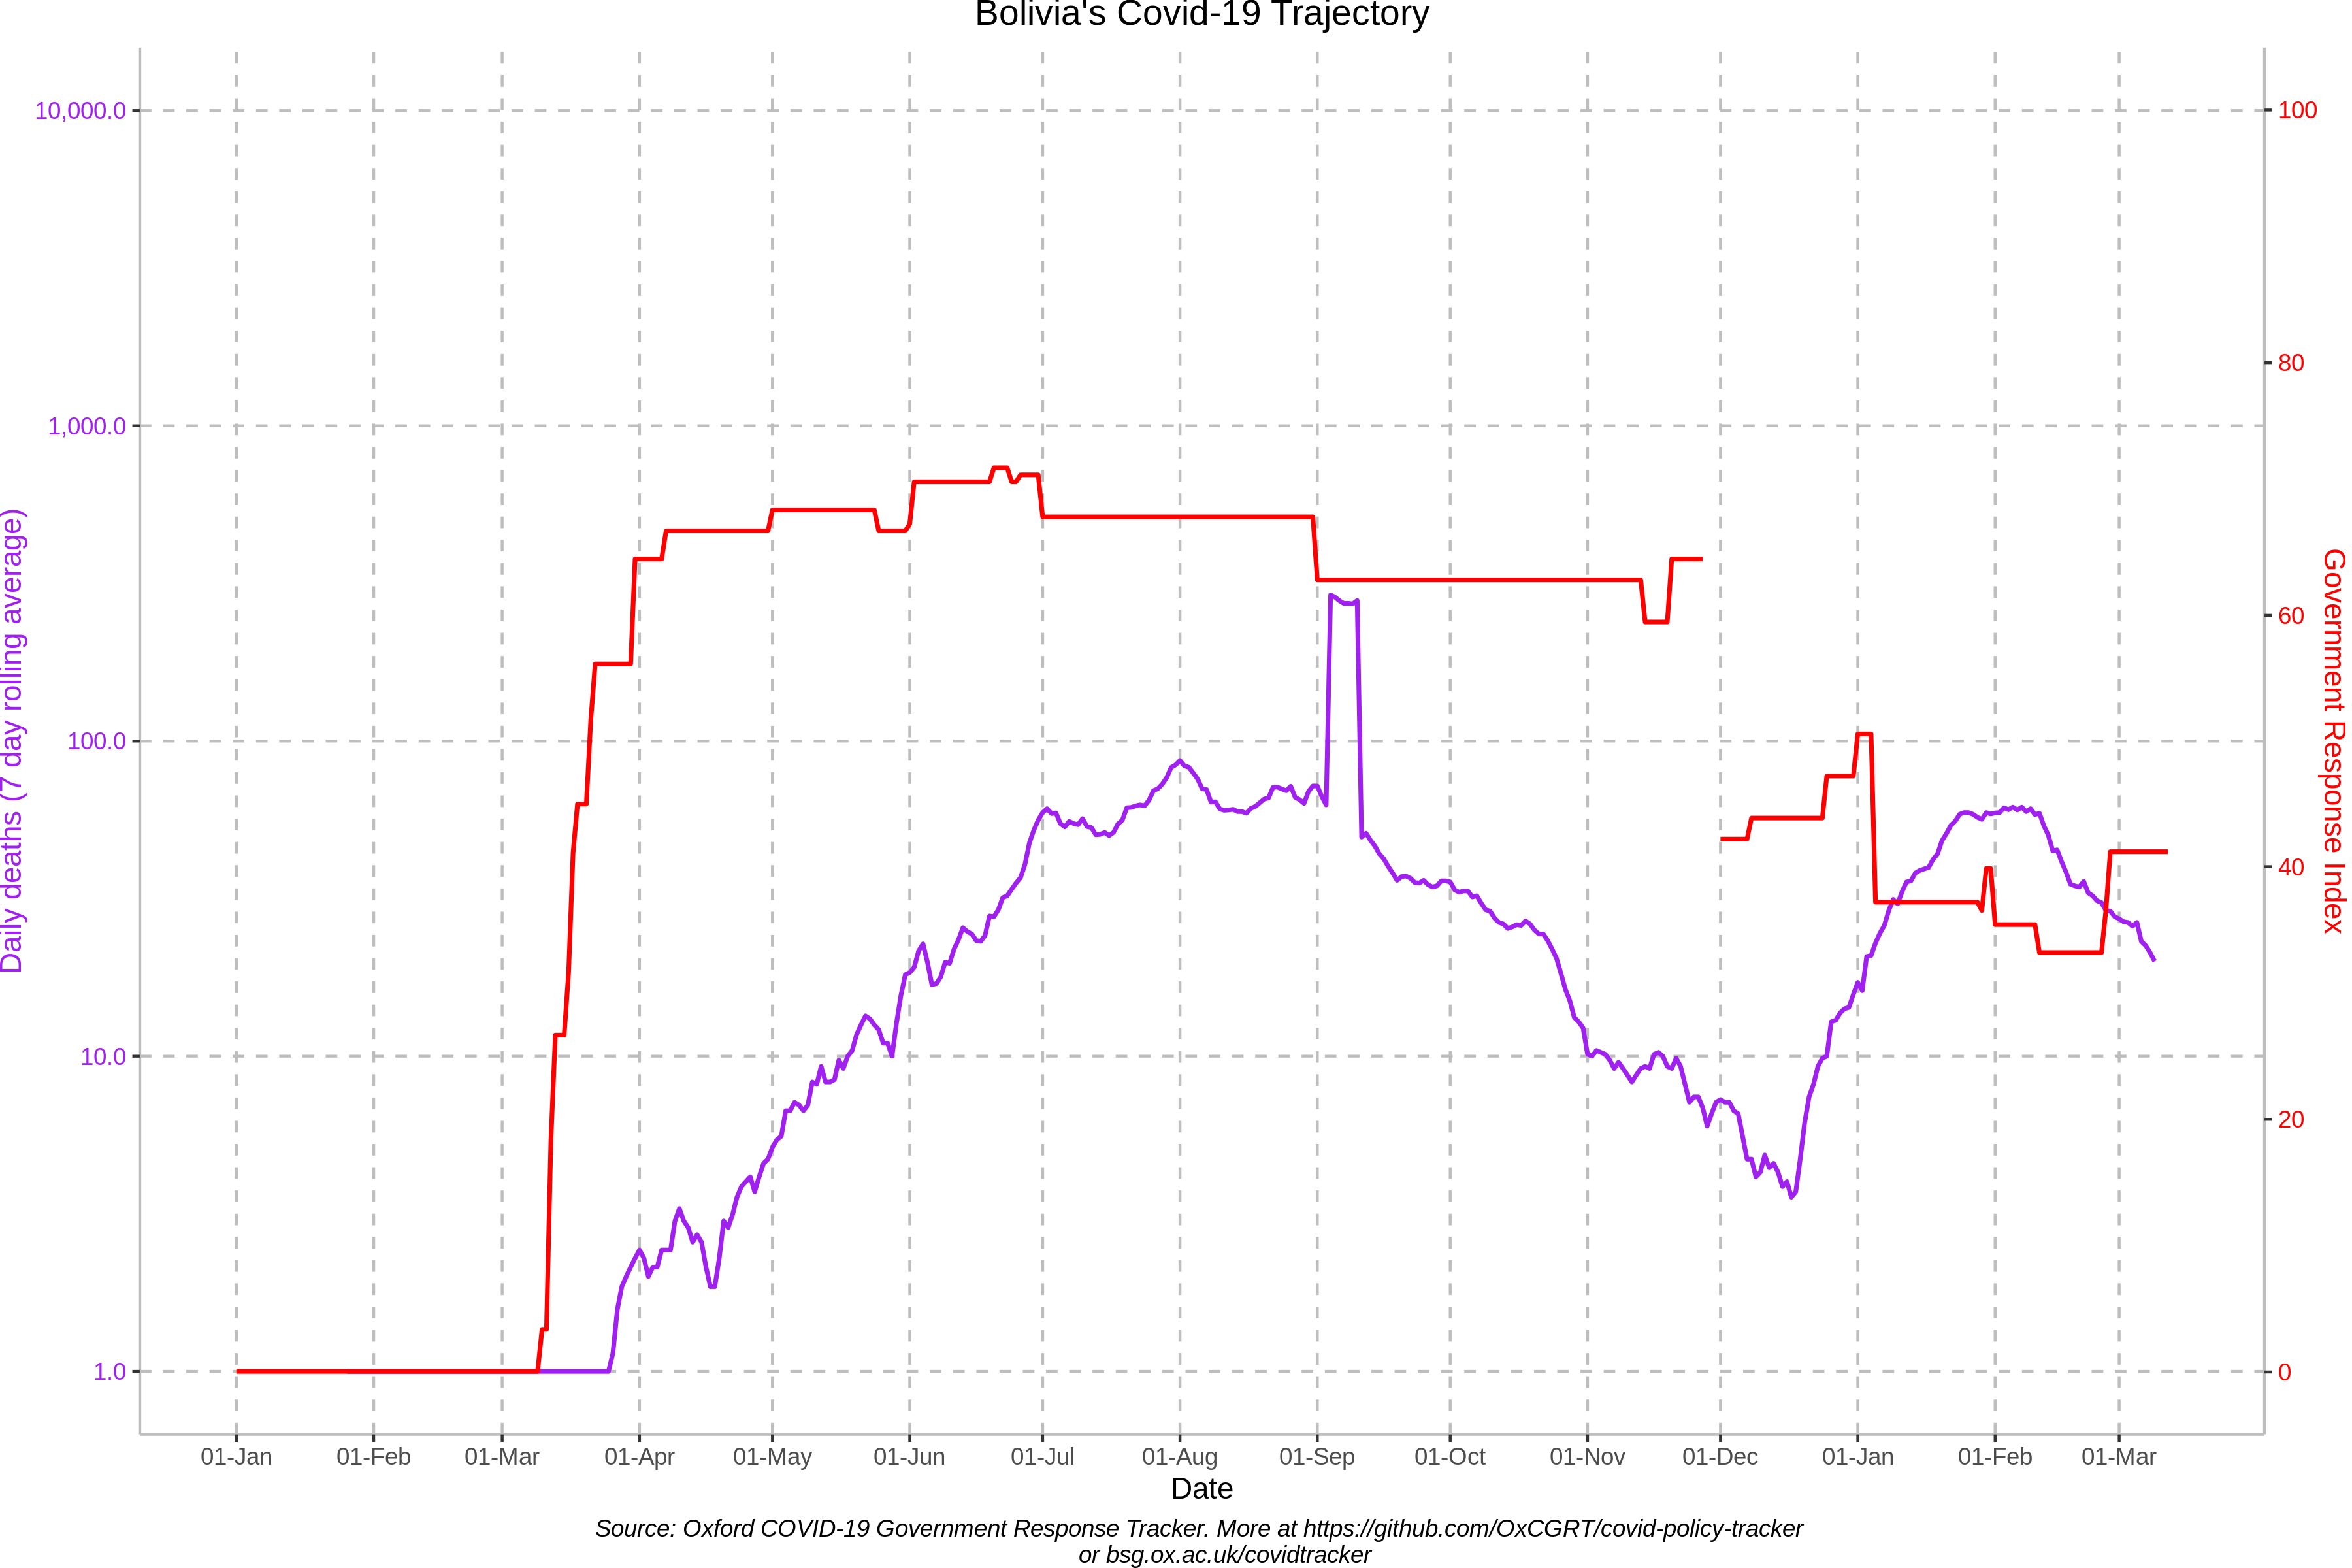 Bolivia's Covid-19 Trajectory
10,000.0
1,000.0
100.0
10.0
1.0
Daily deaths (7 day rolling average)
100
80
60
40
20
0
Government Response Index
01-Jan 01-Feb 01-Mar 01-Apr 01-May 01-Jun 01-Jul 01-Aug 01-Sep 01-Oct 01-Nov 01-Dec 01-Jan 01-Feb 01-Mar
Date
Source: Oxford COVID-19 Government Response Tracker. More at https://github.com/OxCGRT/covid-policy-tracker
or bsg.ox.ac.uk/covidtracker